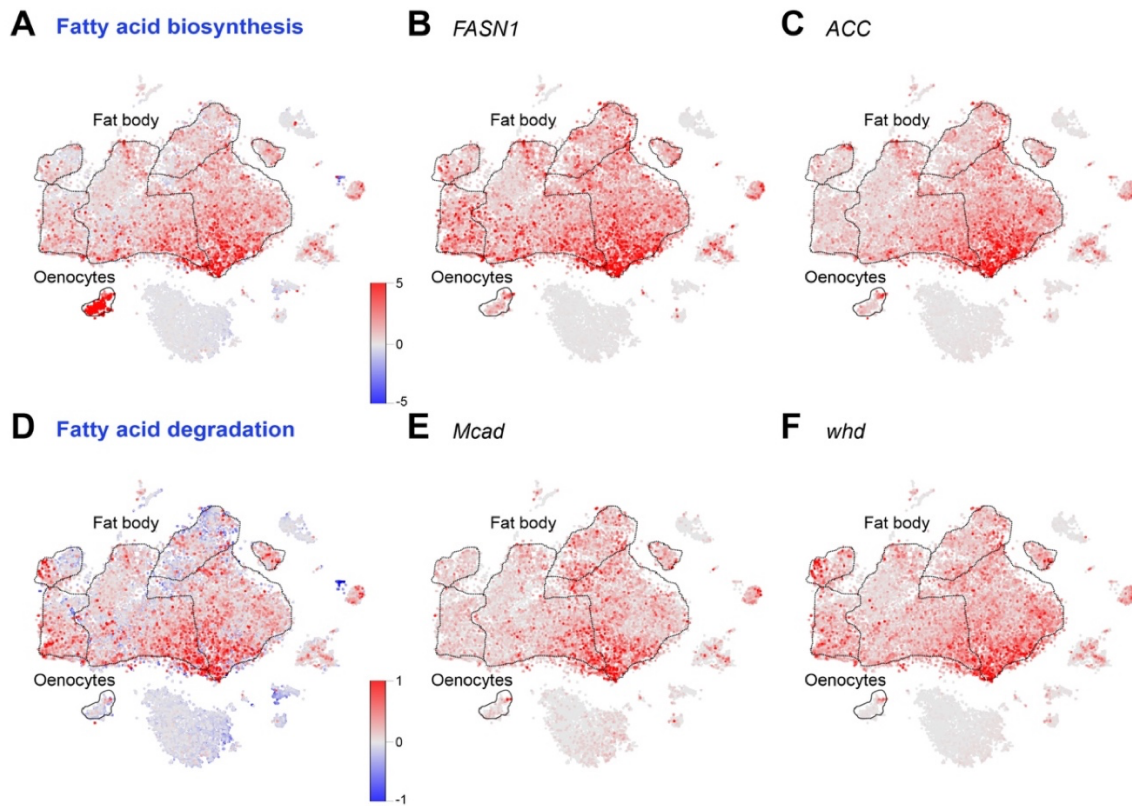 A Fatty acid biosynthesis
B FASN1
C ACC
Fat body
Oenocytes
5
0
-5
Fat body
Oenocytes
Fat body
Oenocytes
D Fatty acid degradation
E Mcad
F whd
Fat body
Oenocytes
1
0
-1
Fat body
Oenocytes
Fat body
Oenocytes